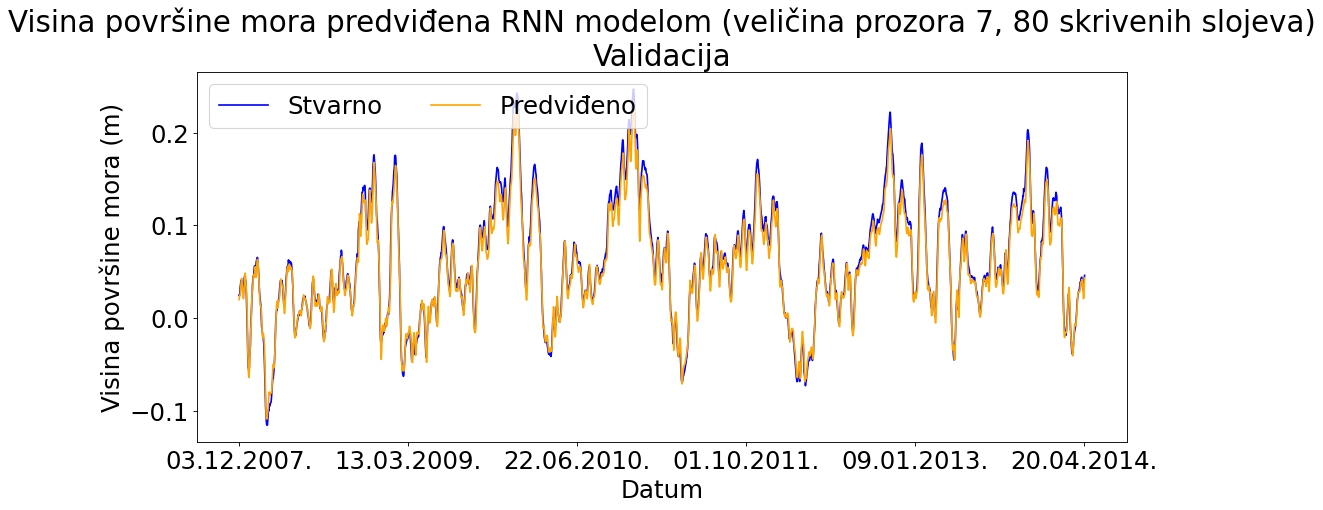 Visina površine mora predviđena RNN modelom (veličina prozora 7, 80 skrivenih slojeva)
Validacija
Stvarno
Predviđeno
Visina površine mora (m)
0.2
0.1
0.0
−0.1
03.12.2007.
13.03.2009.
22.06.2010.
01.10.2011.
09.01.2013.
20.04.2014.
Datum